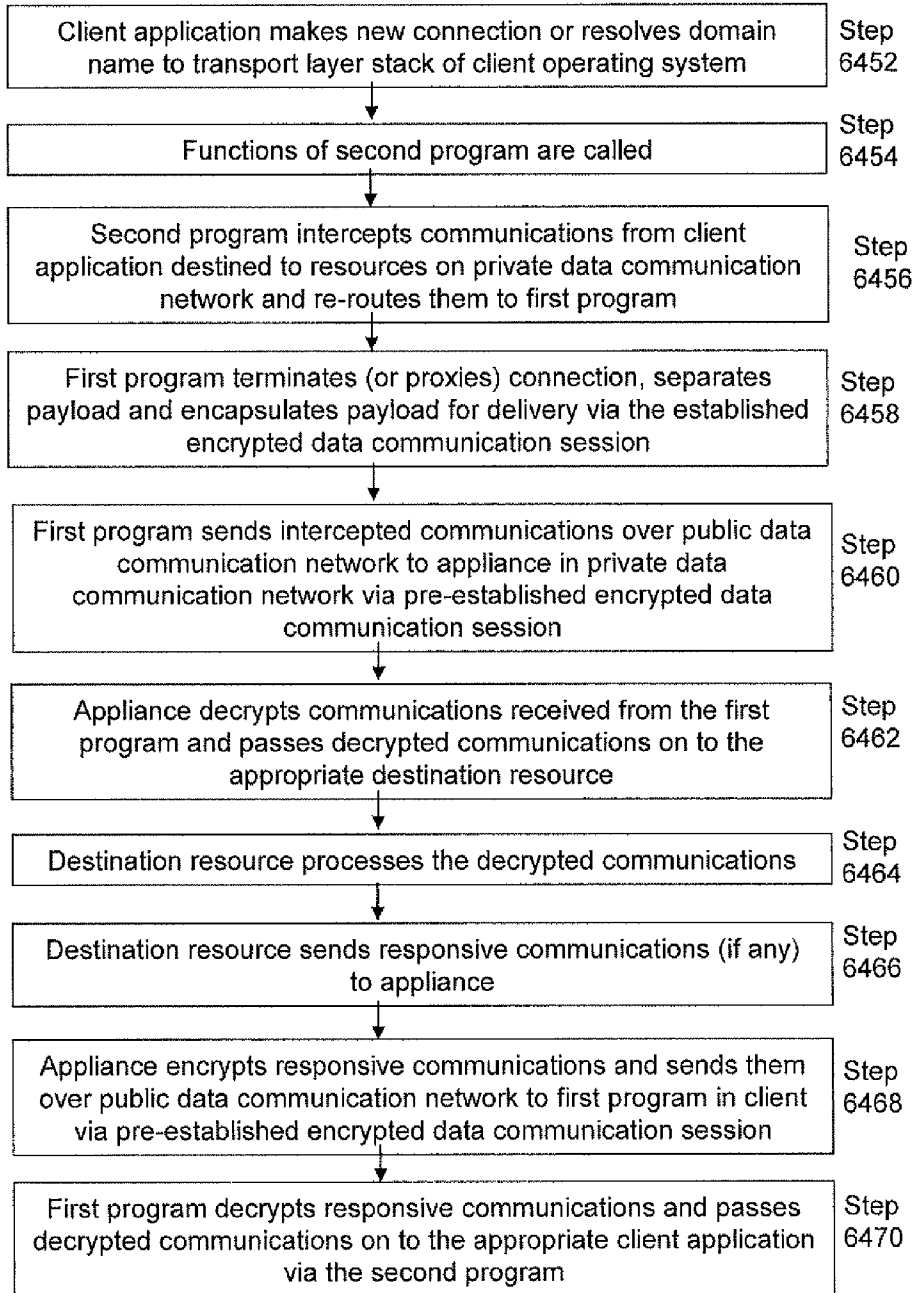 Client application makes new connection or resolves domain
name to transport layer stack of client operating system
Step
6452
Functions of second program are called
Step
6454
Second program intercepts communications from client
application destined to resources on private data communication
network and re-routes them to first program
Step
6456
First program terminates (or proxies) connection, separates
payload and encapsulates payload for delivery via the established
encrypted data communication session
Step
6458
First program sends intercepted communications over public data
communication network to appliance in private data
communication network via pre-established encrypted data
communication session
Step
6460
Appliance decrypts communications received from the first
program and passes decrypted communications on to the
appropriate destination resource
Step
6462
Destination resource processes the decrypted communications
Step
6464
Destination resource sends responsive communications (if any)
to appliance
Step
6466
Appliance encrypts responsive communications and sends them
over public data communication network to first program in client
via pre-established encrypted data communication session
Step
6468
First program decrypts responsive communications and passes
decrypted communications on to the appropriate client application
via the second program
Step
6470